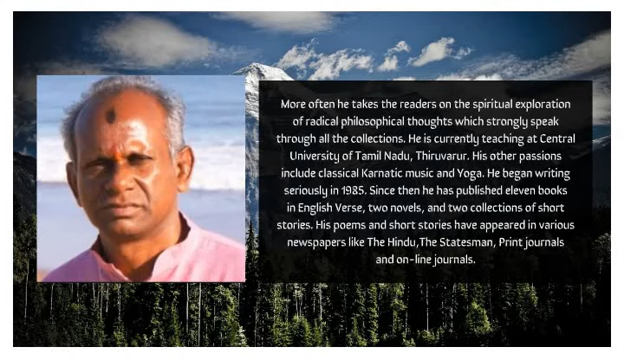 More often he takes the readers on the spiritual exploration
of radical philosophical thoughts which strongly speak
through all the collections. He is currently teaching at Central
University of Tamil Nadu, Thiruvarur. His other passions
include classical Karnatic music and Yoga. He began writing
seriously in 1985. Since then he has published eleven books
in English Verse, two novels, and two collections of short
stories. His poems and short stories have appeared in various
newspapers like The Hindu,The Statesman, Print journals
and on-line journals.